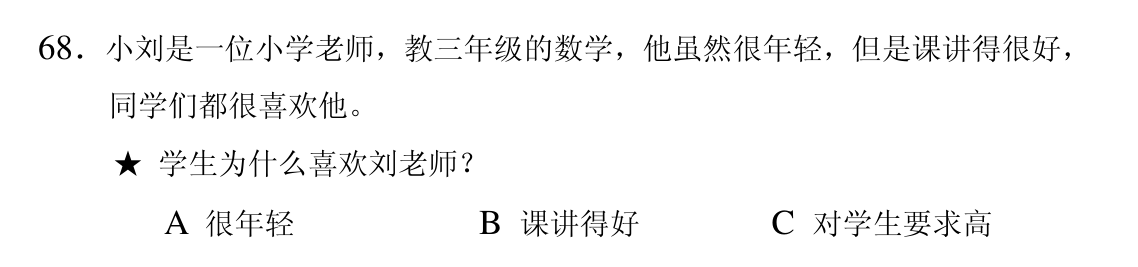 68．小刘是一位小学老师，教三年级的数学，他虽然很年轻，但是课讲得很好，
同学们都很喜欢他。
★ 学生为什么喜欢刘老师？
A 很年轻 B 课讲得好 C 对学生要求高